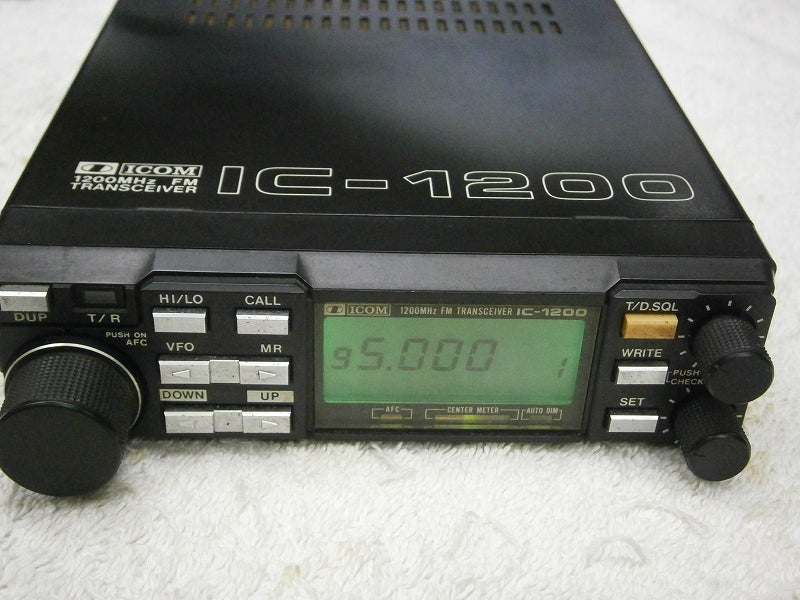 ICOM
1200MHz FM
TRANSCEIVER
IC-1200
DUP
T/R
PUSH ON
AFC
HI/LO
CALL
VFO
MR
DOWN
UP
ICOM 1200MHz FM TRANSCEIVER IC-1200
95.000
1
AFC
CENTER METER
AUTO DIM
T/D.SQL
WRITE
PUSH
CHECK
SET